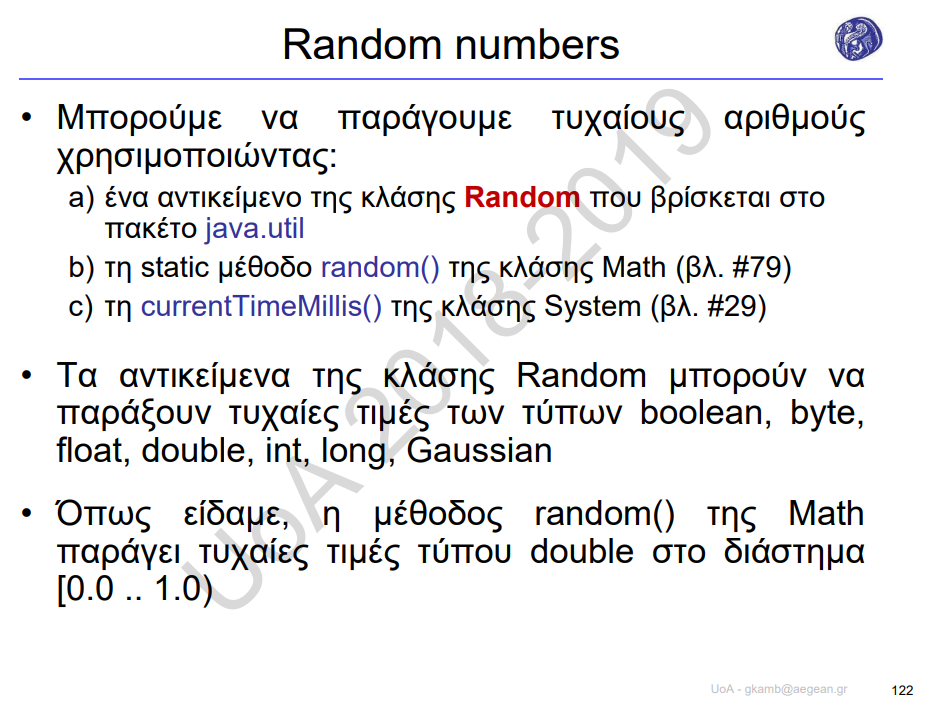 Random numbers
• Μπορούμε να παράγουμε τυχαίους αριθμούς
χρησιμοποιώντας:
a) ένα αντικείμενο της κλάσης Random που βρίσκεται στο
πακέτο java.util
b) τη static μέθοδο random() της κλάσης Math (βλ. #79)
c) τη currentTimeMillis() της κλάσης System (βλ. #29)
• Τα αντικείμενα της κλάσης Random μπορούν να
παράξουν τυχαίες τιμές των τύπων boolean, byte,
float, double, int, long, Gaussian
• Όπως είδαμε, η μέθοδος random() της Math
παράγει τυχαίες τιμές τύπου double στο διάστημα
[0.0 .. 1.0)
UoA 2018-2019
UoA - gkamb@aegean.gr
122